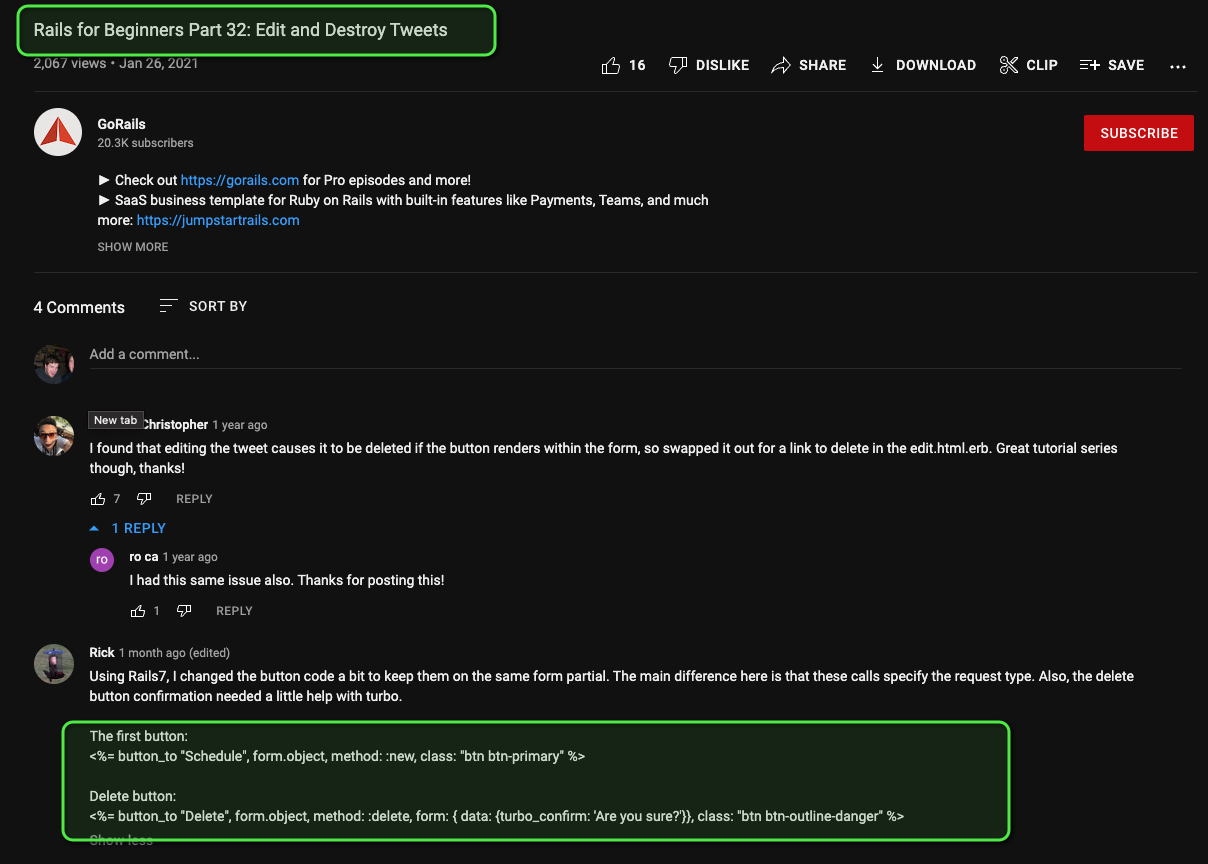 Rails for Beginners Part 32: Edit and Destroy Tweets
2,067 views • Jan 26, 2021
16
DISLIKE
SHARE
DOWNLOAD
CLIP
SAVE
GoRails
20.3K subscribers
SUBSCRIBE
► Check out https://gorails.com for Pro episodes and more!
► SaaS business template for Ruby on Rails with built-in features like Payments, Teams, and much
more: https://jumpstartrails.com
SHOW MORE
4 Comments
SORT BY
Add a comment...
New tab
Christopher 1 year ago
I found that editing the tweet causes it to be deleted if the button renders within the form, so swapped it out for a link to delete in the edit.html.erb. Great tutorial series
though, thanks!
7
REPLY
1 REPLY
ro
ro ca 1 year ago
I had this same issue also. Thanks for posting this!
1
REPLY
Rick 1 month ago (edited)
Using Rails7, I changed the button code a bit to keep them on the same form partial. The main difference here is that these calls specify the request type. Also, the delete
button confirmation needed a little help with turbo.
The first button:
<%= button_to "Schedule", form.object, method: :new, class: "btn btn-primary" %>
Delete button:
<%= button_to "Delete", form.object, method: :delete, form: { data: {turbo_confirm: 'Are you sure?'}}, class: "btn btn-outline-danger" %>
Show less